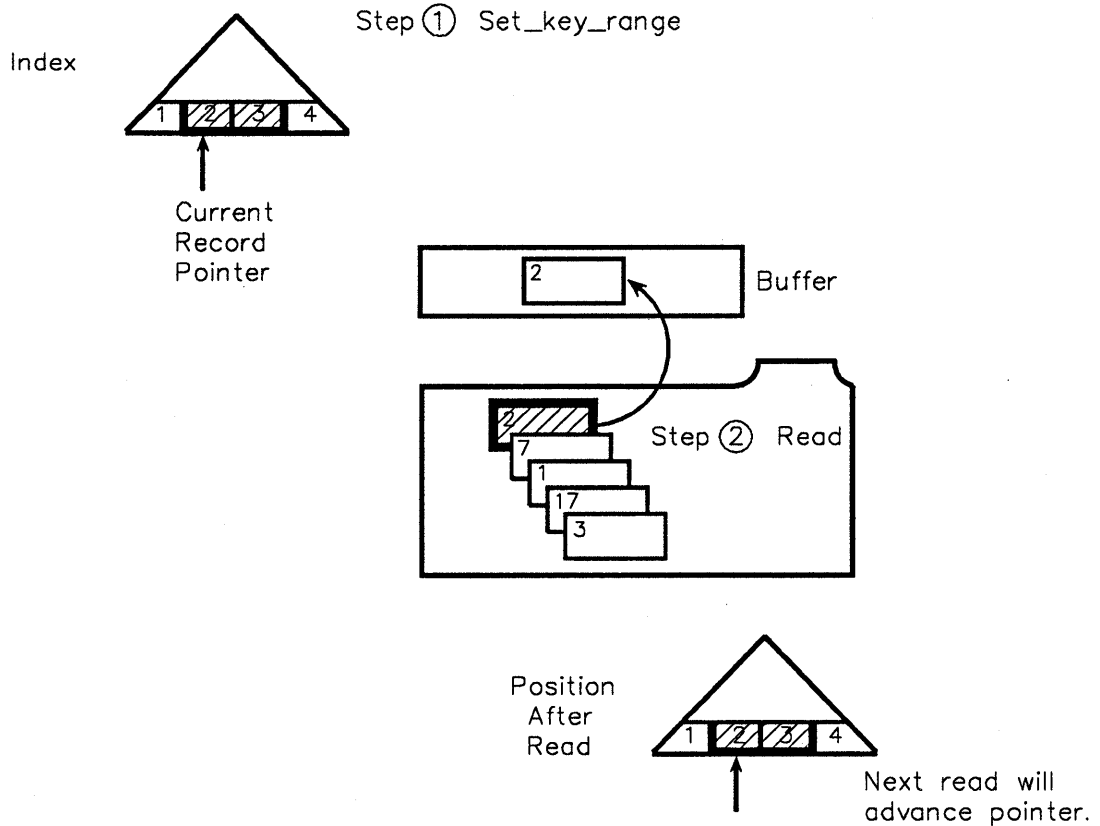 Step ① Set_key_range
Index
1 2 3 4
Current
Record
Pointer
2
Buffer
2
Step ② Read
7
1
17
3
Position
After
Read
1 2 3 4
Next read will
advance pointer.